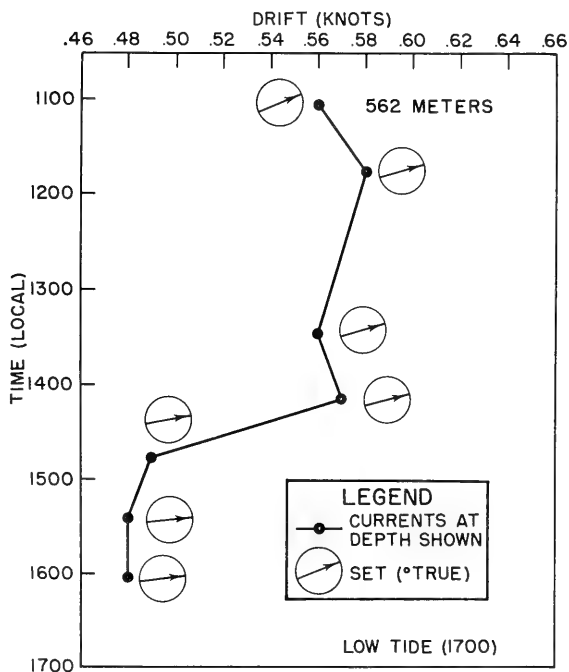 DRIFT (KNOTS)
.46 .48 .50 .52 .54 .56 .58 .60 .62 .64 .66
1100
562 METERS
1200
1300
TIME (LOCAL)
1400
1500
LEGEND
CURRENTS AT
DEPTH SHOWN
SET (°TRUE)
1600
LOW TIDE (1700)
1700